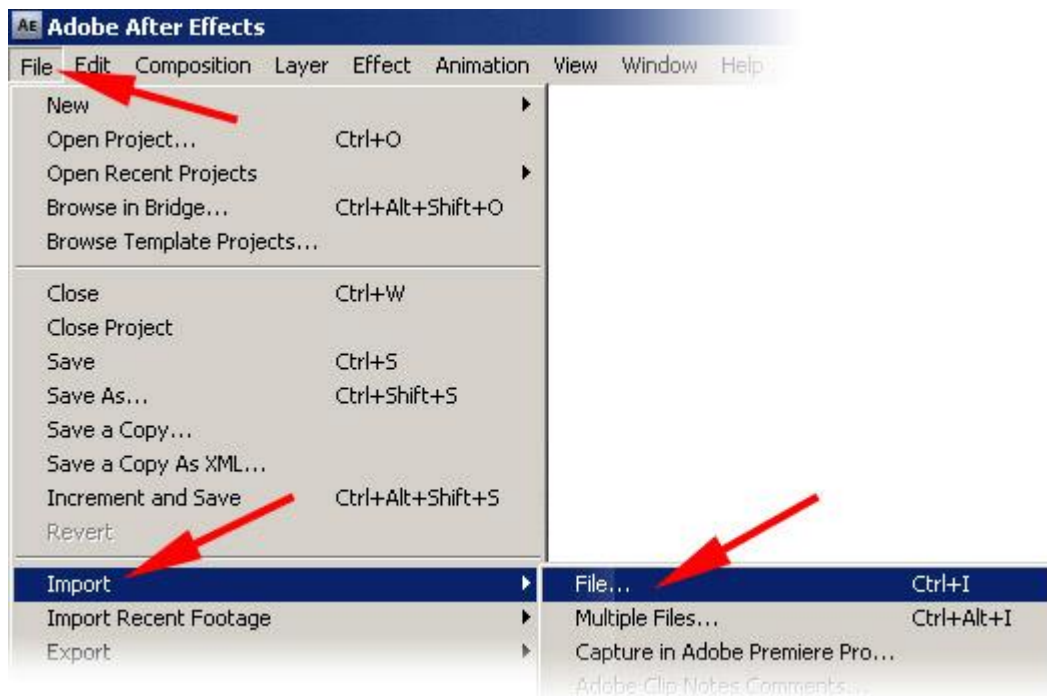 AE Adobe After Effects
File Edit Composition Layer Effect Animation View Window Help
New
Open Project... Ctrl+O
Open Recent Projects
Browse in Bridge... Ctrl+Alt+Shift+O
Browse Template Projects...
Close Ctrl+W
Close Project
Save Ctrl+S
Save As... Ctrl+Shift+S
Save a Copy...
Save a Copy As XML...
Increment and Save Ctrl+Alt+Shift+S
Revert
Import
File... Ctrl+I
Import Recent Footage
Multiple Files... Ctrl+Alt+I
Export
Capture in Adobe Premiere Pro...
Adobe Clip Notes Comments...